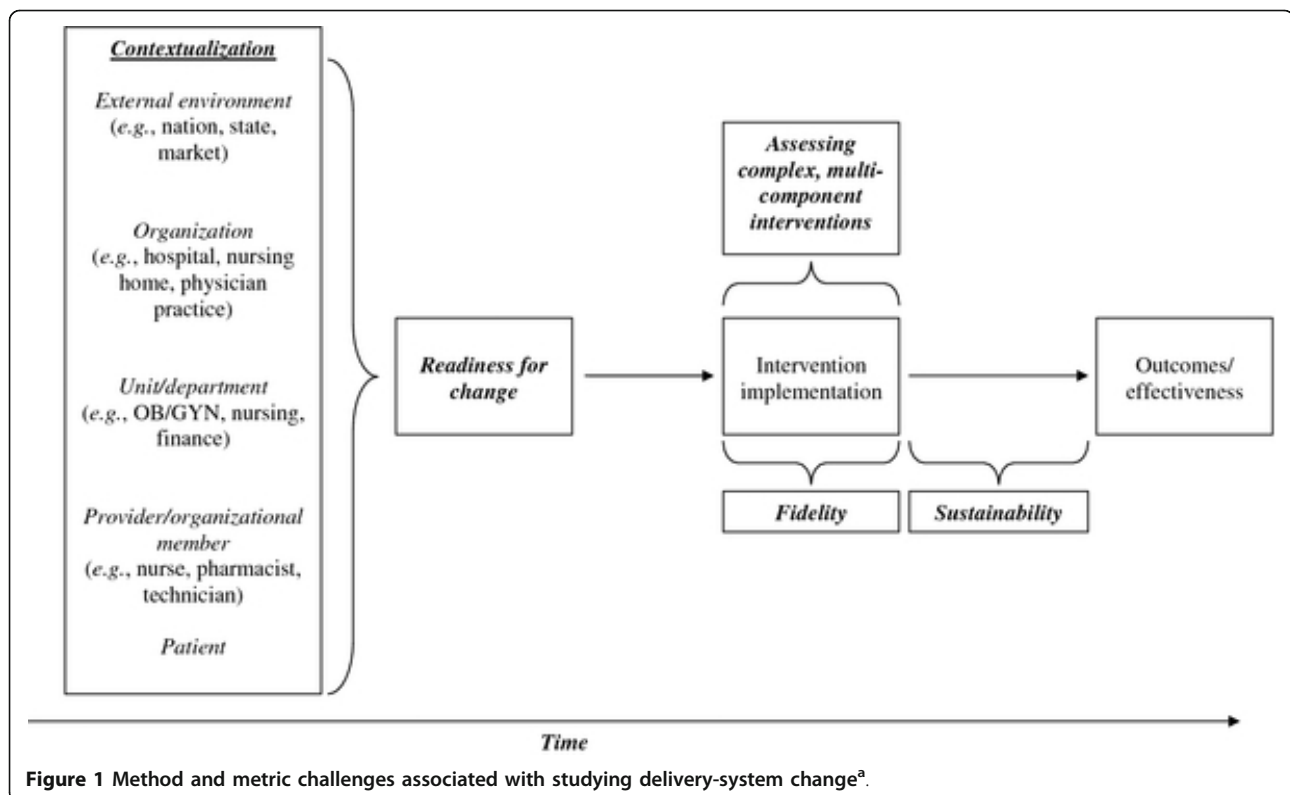 Contextualization
External environment
(e.g., nation, state,
market)
Organization
(e.g., hospital, nursing
home, physician
practice)
Unit/department
(e.g., OB/GYN, nursing,
finance)
Provider/organizational
member
(e.g., nurse, pharmacist,
technician)
Patient
Readiness for
change
Assessing
complex, multi-
component
interventions
Intervention
implementation
Fidelity
Sustainability
Outcomes/
effectiveness
Time
Figure 1 Method and metric challenges associated with studying delivery-system changeᵃ.